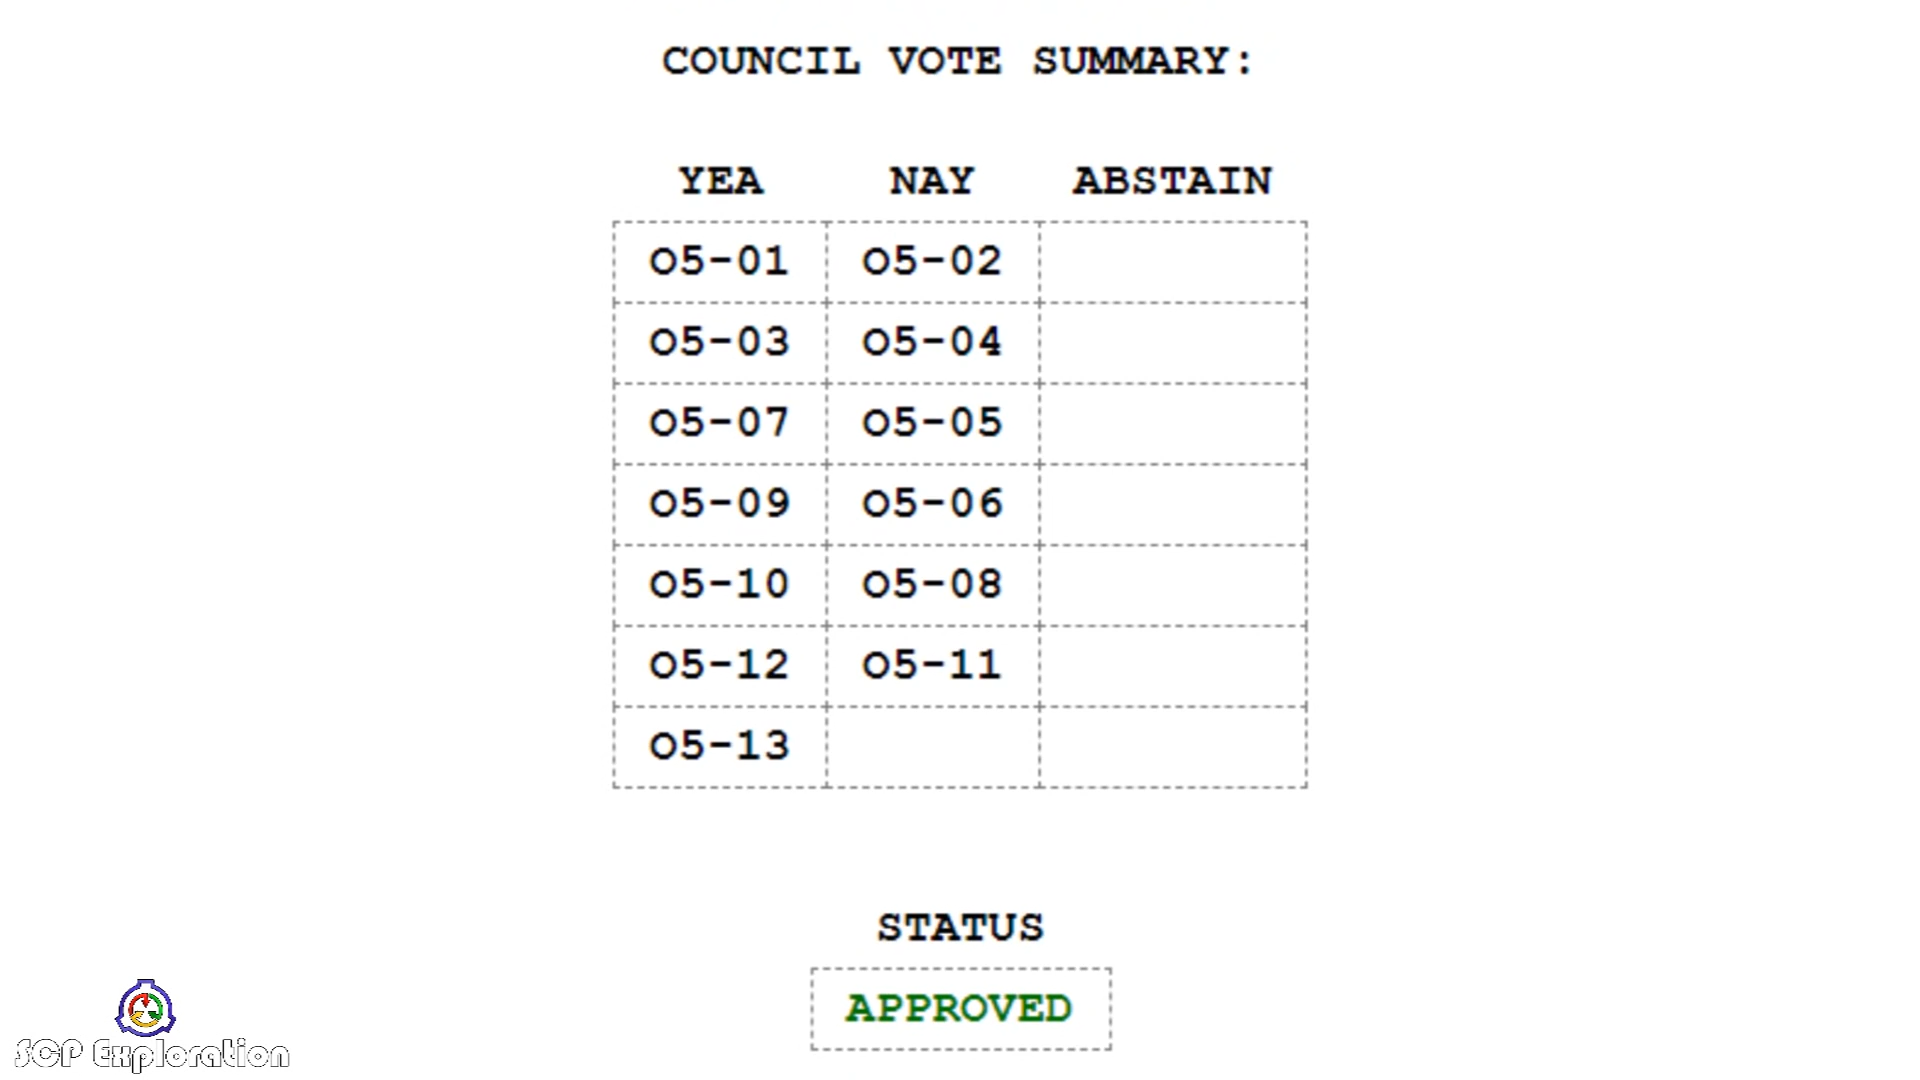 COUNCIL VOTE SUMMARY:
YEA NAY ABSTAIN
O5-01 O5-02
O5-03 O5-04
O5-07 O5-05
O5-09 O5-06
O5-10 O5-08
O5-12 O5-11
O5-13
STATUS
APPROVED
SCP Exploration